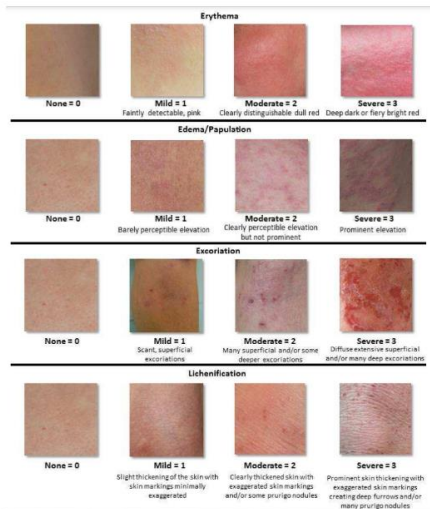 Erythema
None = 0 Mild = 1 Moderate = 2 Severe = 3
Faintly detectable, pink Clearly distinguishable dull red Deep dark or fiery bright red
Edema/Papulation
None = 0 Mild = 1 Moderate = 2 Severe = 3
Barely perceptible elevation Clearly perceptible elevation but not prominent Prominent elevation
Excoriation
None = 0 Mild = 1 Moderate = 2 Severe = 3
Scant, superficial Many superficial and/or some Diffuse extensive superficial
excoriations deeper excoriations and/or many deep excoriations
Lichenification
None = 0 Mild = 1 Moderate = 2 Severe = 3
Slight thickening of the skin with Clearly thickened skin with Prominent skin thickening with
skin markings minimally exaggerated skin markings exaggerated skin markings
exaggerated and/or some prurigo nodules creating deep furrows and/or
many prurigo nodules